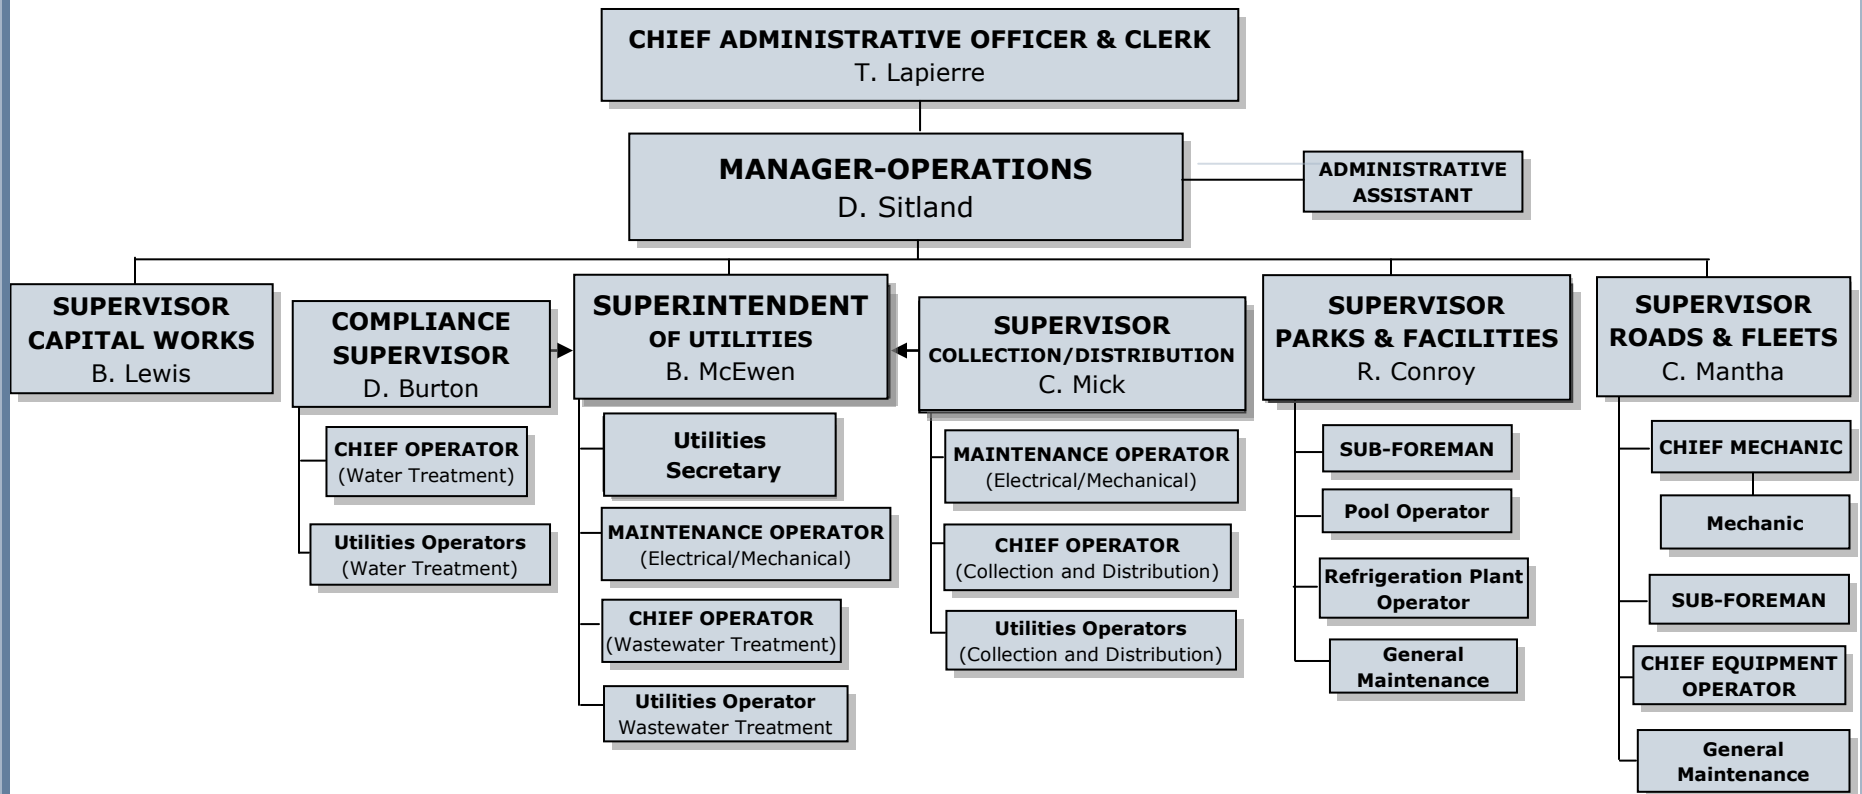 CHIEF ADMINISTRATIVE OFFICER & CLERK
T. Lapierre
MANAGER-OPERATIONS
D. Sitland
ADMINISTRATIVE
ASSISTANT
SUPERVISOR
CAPITAL WORKS
B. Lewis
COMPLIANCE
SUPERVISOR
D. Burton
CHIEF OPERATOR
(Water Treatment)
Utilities Operators
(Water Treatment)
SUPERINTENDENT
OF UTILITIES
B. McEwen
Utilities
Secretary
MAINTENANCE OPERATOR
(Electrical/Mechanical)
CHIEF OPERATOR
(Wastewater Treatment)
Utilities Operator
Wastewater Treatment
SUPERVISOR
COLLECTION/DISTRIBUTION
C. Mick
MAINTENANCE OPERATOR
(Electrical/Mechanical)
CHIEF OPERATOR
(Collection and Distribution)
Utilities Operators
(Collection and Distribution)
SUPERVISOR
PARKS & FACILITIES
R. Conroy
SUB-FOREMAN
Pool Operator
Refrigeration Plant
Operator
General
Maintenance
SUPERVISOR
ROADS & FLEETS
C. Mantha
CHIEF MECHANIC
Mechanic
SUB-FOREMAN
CHIEF EQUIPMENT
OPERATOR
General
Maintenance